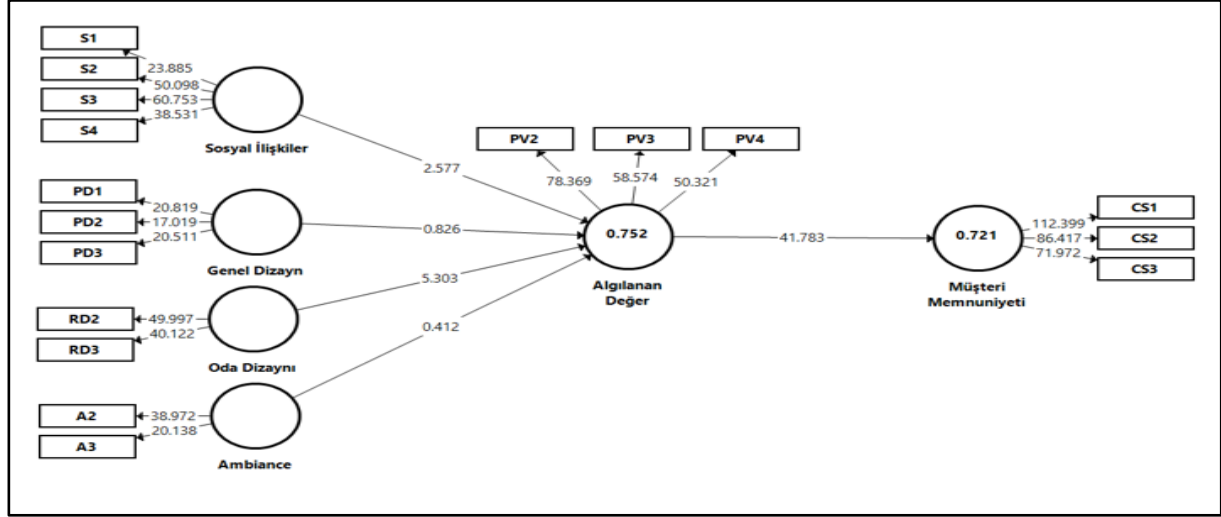 S1
S2
S3
S4
23.885
50.098
60.753
38.531
Sosyal İlişkiler
PD1
PD2
PD3
20.819
17.019
20.511
Genel Dizayn
RD2
RD3
49.997
40.122
Oda Dizaynı
A2
A3
38.972
20.138
Ambiance
2.577
0.826
5.303
0.412
PV2
PV3
PV4
78.369
58.574
50.321
0.752
Algılanan
Değer
41.783
0.721
Müşteri
Memnuniyeti
112.399
86.417
71.972
CS1
CS2
CS3